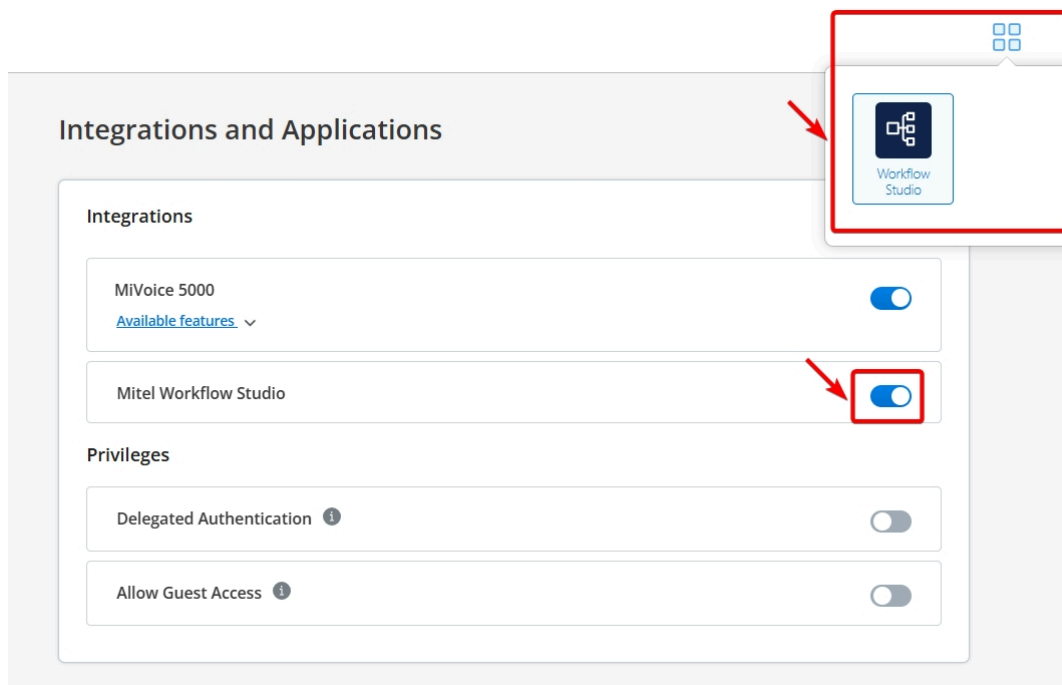 Workflow
Studio
Integrations and Applications
Integrations
MiVoice 5000
Available features
Mitel Workflow Studio
Privileges
Delegated Authentication
Allow Guest Access